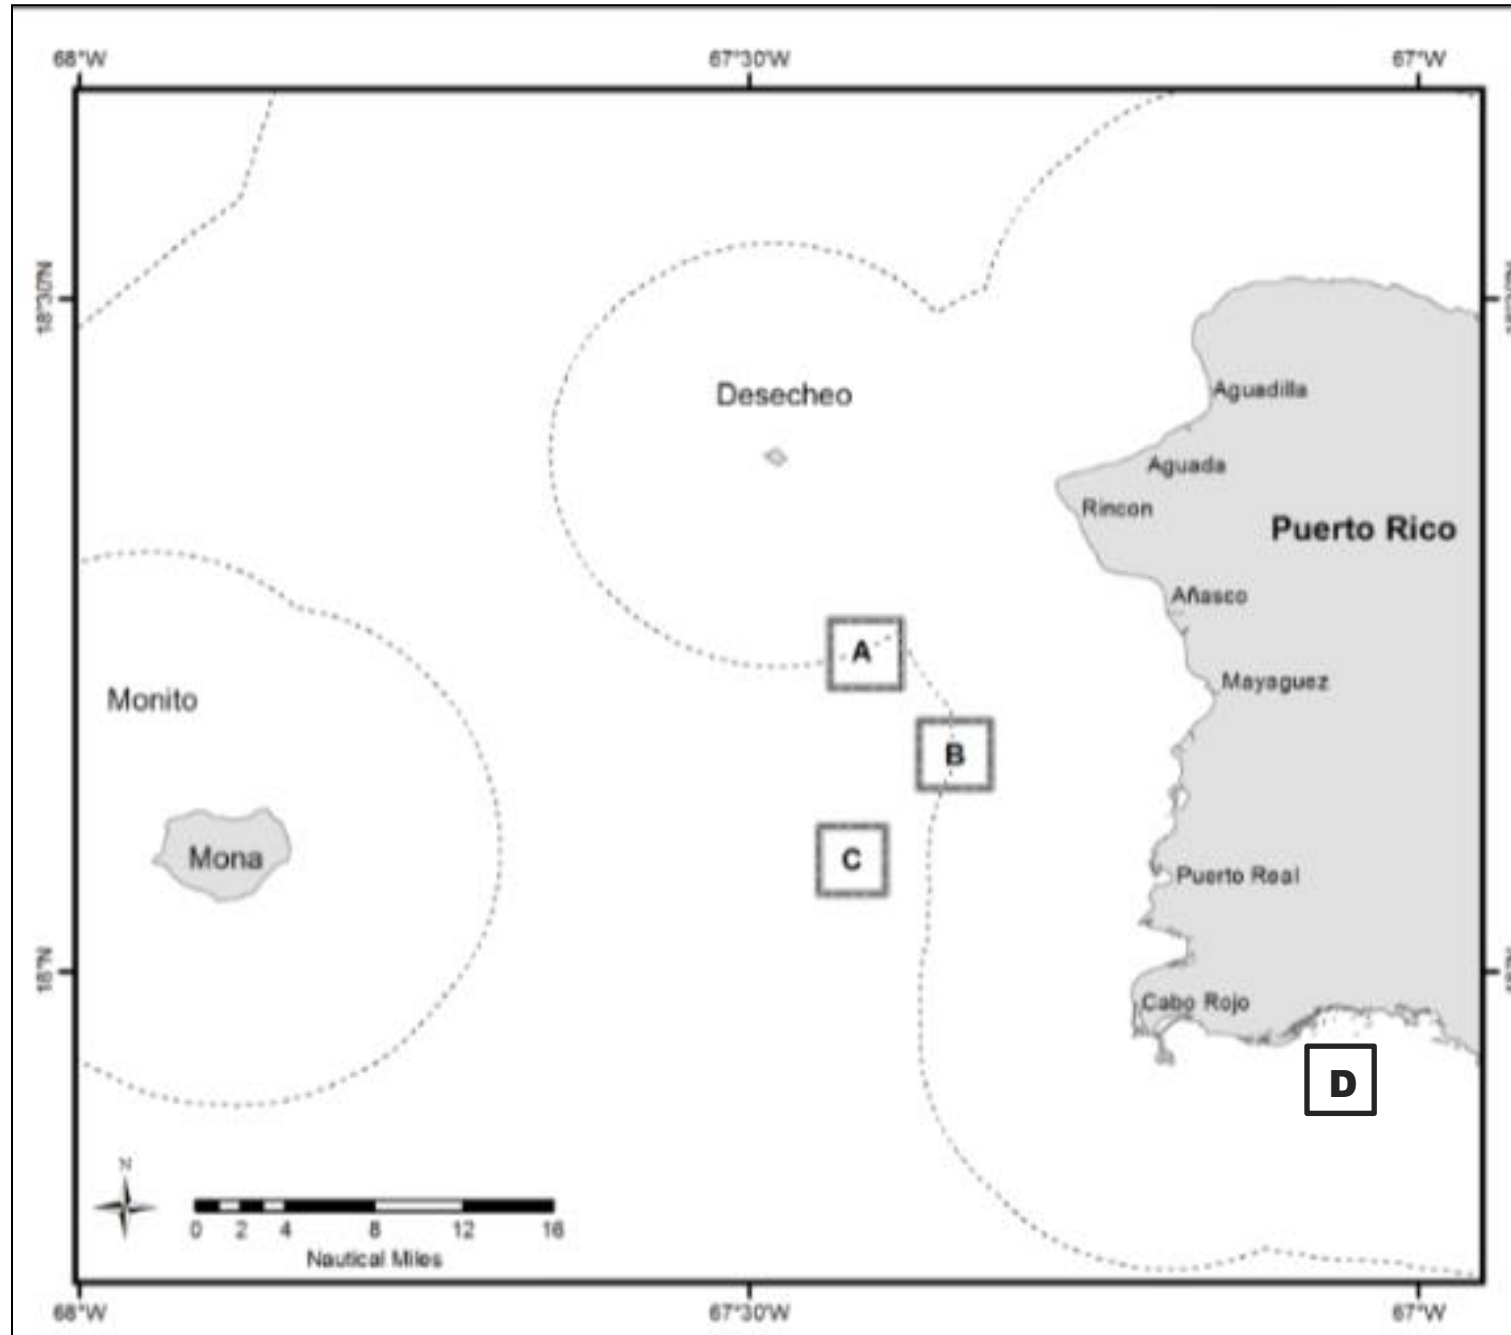 68°W 67°30'W 67°W
18°30'N
Desecheo
Aguadilla
Aguada
Rincon
Puerto Rico
Añasco
A
Mayaguez
Monito
B
C
Mona
Puerto Real
18°N
Cabo Rojo
D
N
0 2 4 8 12 16
Nautical Miles
68°W 67°30'W 67°W